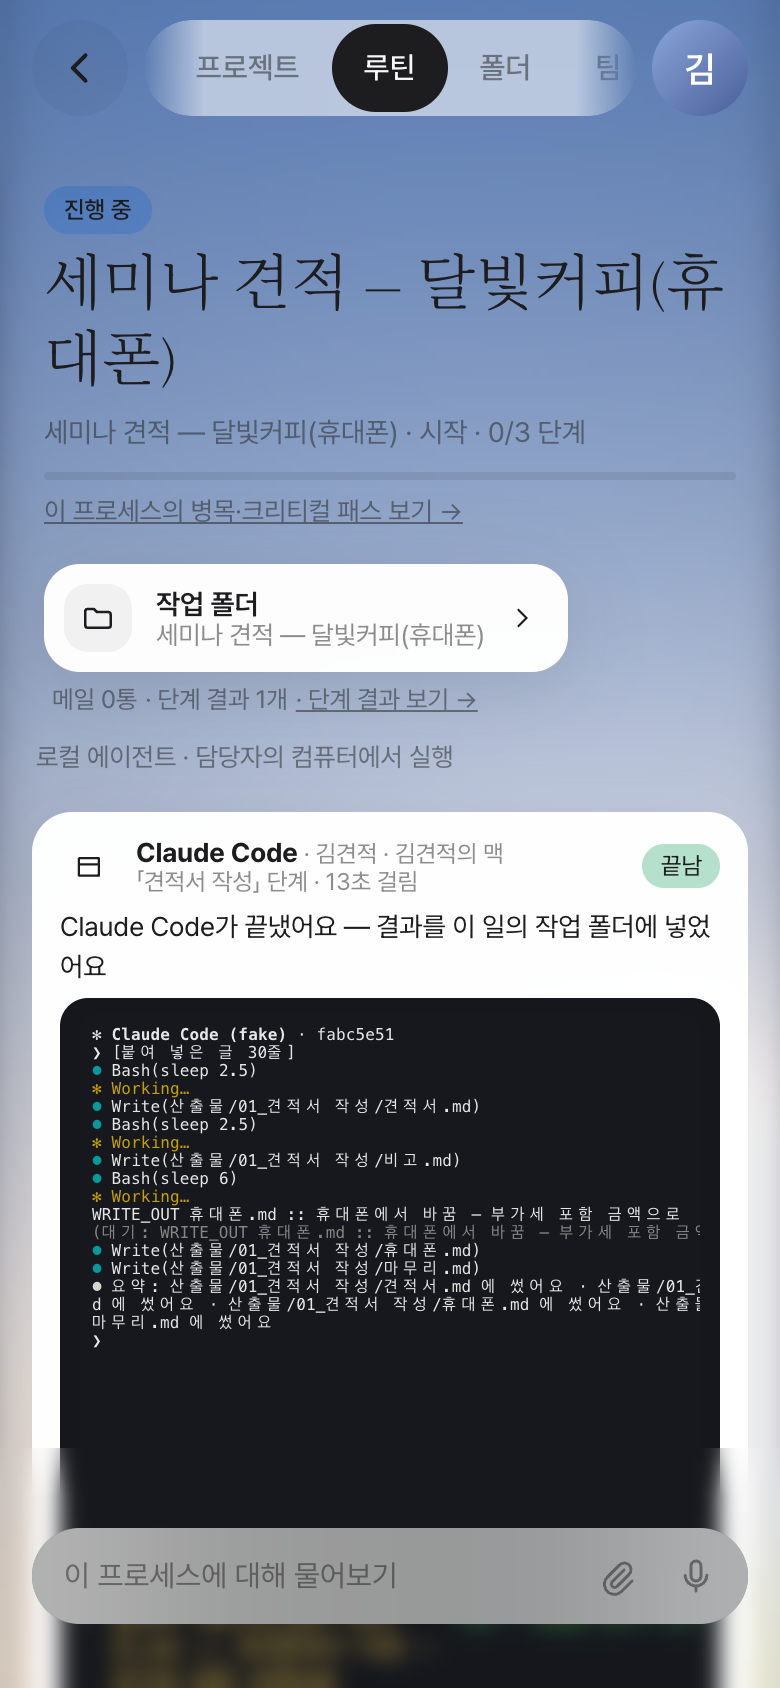 프로젝트 루틴 폴더 팀 김
진행 중
세미나 견적 — 달빛커피(휴
대폰)
세미나 견적 — 달빛커피(휴대폰) · 시작 · 0/3 단계
이 프로세스의 병목·크리티컬 패스 보기 →
작업 폴더
세미나 견적 — 달빛커피(휴대폰)
메일 0통 · 단계 결과 1개 · 단계 결과 보기 →
로컬 에이전트 · 담당자의 컴퓨터에서 실행
Claude Code · 김견적 · 김견적의 맥
「견적서 작성」 단계 · 13초 걸림
끝남
Claude Code가 끝냈어요 — 결과를 이 일의 작업 폴더에 넣었
어요
✻ Claude Code (fake) · fabc5e51
❯ [붙여 넣은 글 30줄]
● Bash(sleep 2.5)
✻ Working…
● Write(산출물/01_견적서 작성/견적서.md)
● Bash(sleep 2.5)
✻ Working…
● Write(산출물/01_견적서 작성/비고.md)
● Bash(sleep 6)
✻ Working…
WRITE_OUT 휴대폰.md :: 휴대폰에서 바꿈 — 부가세 포함 금액으로
(대기: WRITE_OUT 휴대폰.md :: 휴대폰에서 바꿈 — 부가세 포함
● Write(산출물/01_견적서 작성/휴대폰.md)
● Write(산출물/01_견적서 작성/마무리.md)
● 요약: 산출물/01_견적서 작성/견적서.md 에 썼어요 · 산출물/01_
d 에 썼어요 · 산출물/01_견적서 작성/휴대폰.md 에 썼어요 ·
마무리.md 에 썼어요
❯
이 프로세스에 대해 물어보기